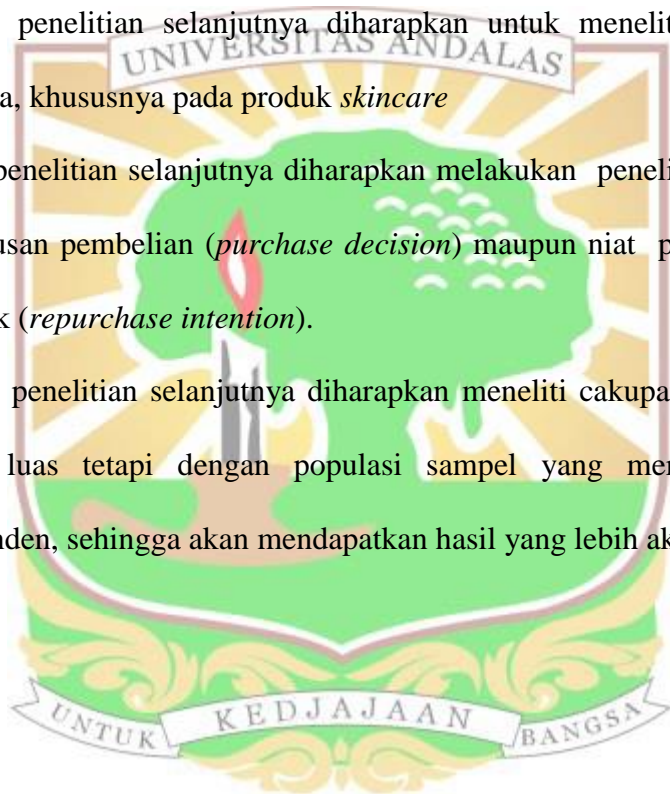 penelitian selanjutnya diharapkan untuk menelit
UNIVERSITAS ANDALAS
a, khususnya pada produk skincare
penelitian selanjutnya diharapkan melakukan peneli
usan pembelian (purchase decision) maupun niat p
k (repurchase intention).
penelitian selanjutnya diharapkan meneliti cakupa
luas tetapi dengan populasi sampel yang mer
nden, sehingga akan mendapatkan hasil yang lebih ak
UNTUK KEDJAJAAN BANGSA